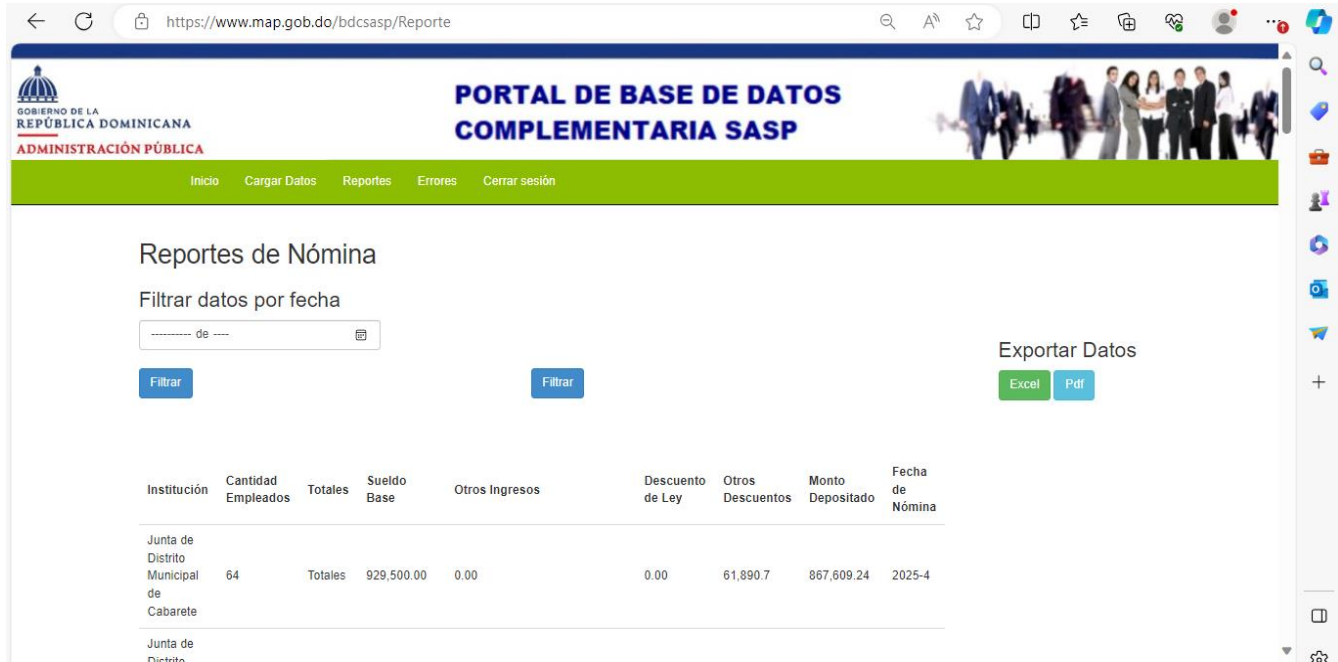 https://www.map.gob.do/bdcsasp/Reporte
GOBIERNO DE LA
REPÚBLICA DOMINICANA
ADMINISTRACIÓN PÚBLICA
PORTAL DE BASE DE DATOS
COMPLEMENTARIA SASP
Inicio Cargar Datos Reportes Errores Cerrar sesión
Reportes de Nómina
Filtrar datos por fecha
---------- de ----
Exportar Datos
Filtrar Filtrar Excel Pdf
Institución Cantidad Empleados Totales Sueldo Base Otros Ingresos Descuento de Ley Otros Descuentos Monto Depositado Fecha de Nómina
Junta de
Distrito
Municipal 64 Totales 929,500.00 0.00 0.00 61,890.7 867,609.24 2025-4
de
Cabarete
Junta de
Distrito